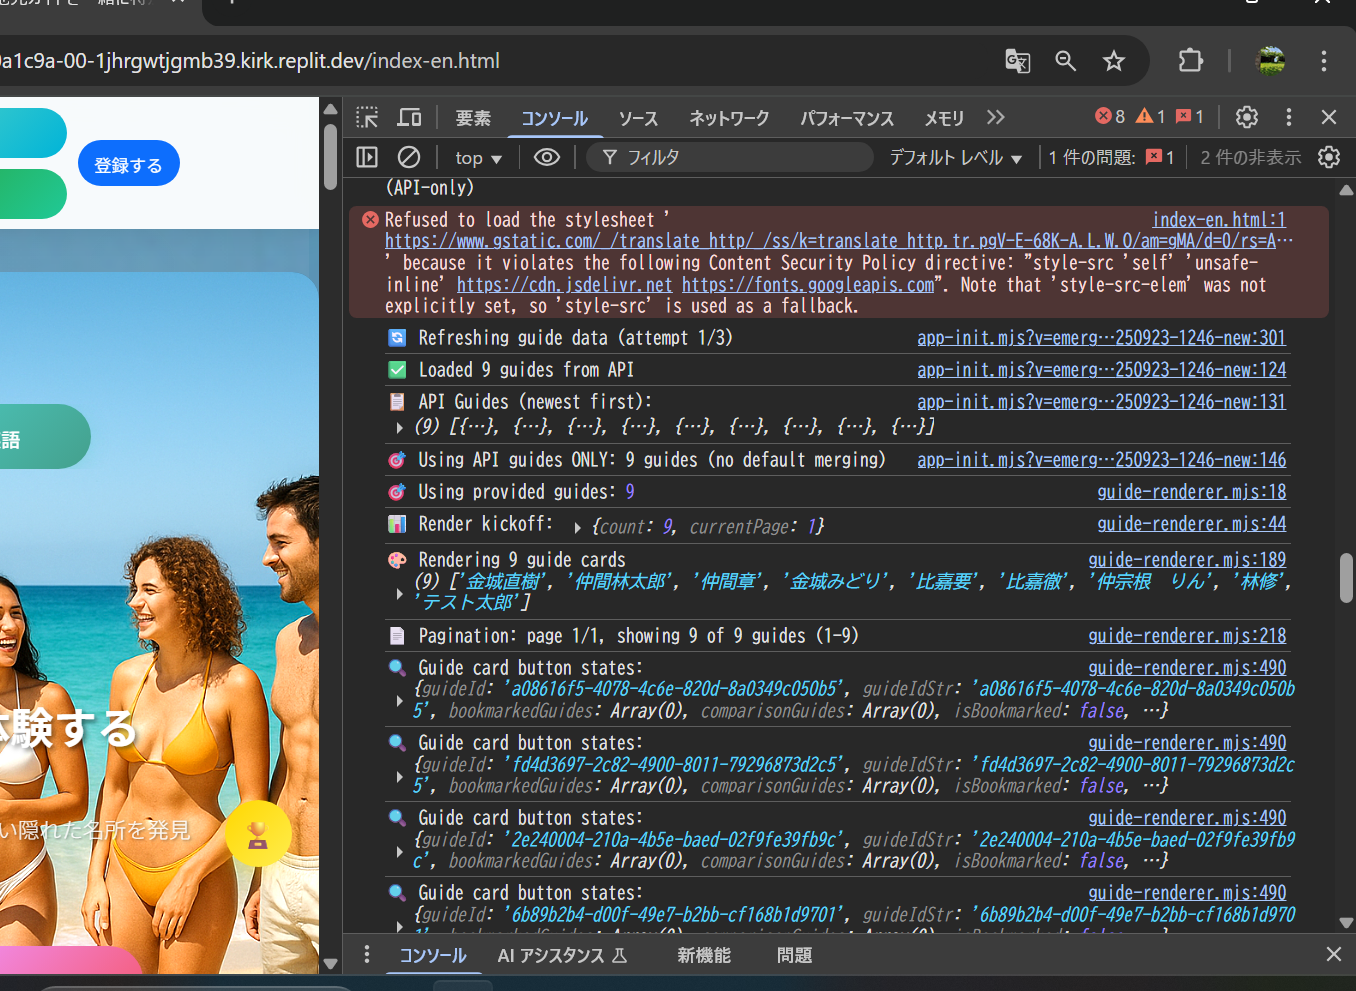 a1c9a-00-1jhrgwtjgmb39.kirk.replit.dev/index-en.html
登録する
語
体験する
い隠れた名所を発見
要素 コンソール ソース ネットワーク パフォーマンス メモリ 8 1 1
top フィルタ デフォルト レベル 1 件の問題: 1 2 件の非表示
(API-only)
Refused to load the stylesheet ' index-en.html:1
https://www.gstatic.com/_/translate_http/_/ss/k=translate_http.tr.pgV-E-68K-A.L.W.O/am=gMA/d=0/rs=A…
' because it violates the following Content Security Policy directive: "style-src 'self' 'unsafe-
inline' https://cdn.jsdelivr.net https://fonts.googleapis.com". Note that 'style-src-elem' was not
explicitly set, so 'style-src' is used as a fallback.
Refreshing guide data (attempt 1/3) app-init.mjs?v=emerg…250923-1246-new:301
Loaded 9 guides from API app-init.mjs?v=emerg…250923-1246-new:124
API Guides (newest first): app-init.mjs?v=emerg…250923-1246-new:131
(9) [{…}, {…}, {…}, {…}, {…}, {…}, {…}, {…}, {…}]
Using API guides ONLY: 9 guides (no default merging) app-init.mjs?v=emerg…250923-1246-new:146
Using provided guides: 9 guide-renderer.mjs:18
Render kickoff: {count: 9, currentPage: 1} guide-renderer.mjs:44
Rendering 9 guide cards guide-renderer.mjs:189
(9) ['金城直樹', '仲間林太郎', '仲間章', '金城みどり', '比嘉要', '比嘉徹', '仲宗根　りん', '林修',
'テスト太郎']
Pagination: page 1/1, showing 9 of 9 guides (1-9) guide-renderer.mjs:218
Guide card button states: guide-renderer.mjs:490
{guideId: 'a08616f5-4078-4c6e-820d-8a0349c050b5', guideIdStr: 'a08616f5-4078-4c6e-820d-8a0349c050b
5', bookmarkedGuides: Array(0), comparisonGuides: Array(0), isBookmarked: false, …}
Guide card button states: guide-renderer.mjs:490
{guideId: 'fd4d3697-2c82-4900-8011-79296873d2c5', guideIdStr: 'fd4d3697-2c82-4900-8011-79296873d2c
5', bookmarkedGuides: Array(0), comparisonGuides: Array(0), isBookmarked: false, …}
Guide card button states: guide-renderer.mjs:490
{guideId: '2e240004-210a-4b5e-baed-02f9fe39fb9c', guideIdStr: '2e240004-210a-4b5e-baed-02f9fe39fb9
c', bookmarkedGuides: Array(0), comparisonGuides: Array(0), isBookmarked: false, …}
Guide card button states: guide-renderer.mjs:490
{guideId: '6b89b2b4-d00f-49e7-b2bb-cf168b1d9701', guideIdStr: '6b89b2b4-d00f-49e7-b2bb-cf168b1d970
コンソール AI アシスタンス 新機能 問題